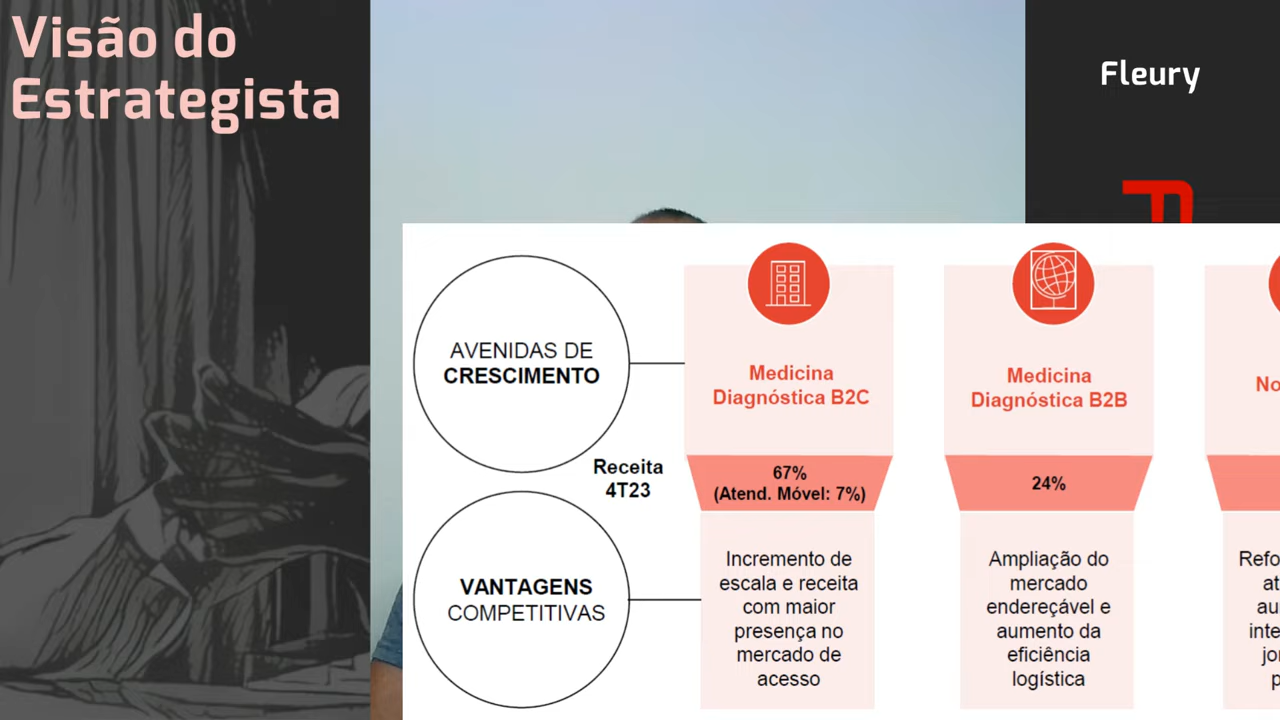 Visão do
Estrategista
Fleury
AVENIDAS DE
CRESCIMENTO
Medicina
Diagnóstica B2C
Medicina
Diagnóstica B2B
Receita
4T23
67%
(Atend. Móvel: 7%)
24%
VANTAGENS
COMPETITIVAS
Incremento de
escala e receita
com maior
presença no
mercado de
acesso
Ampliação do
mercado
endereçável e
aumento da
eficiência
logística